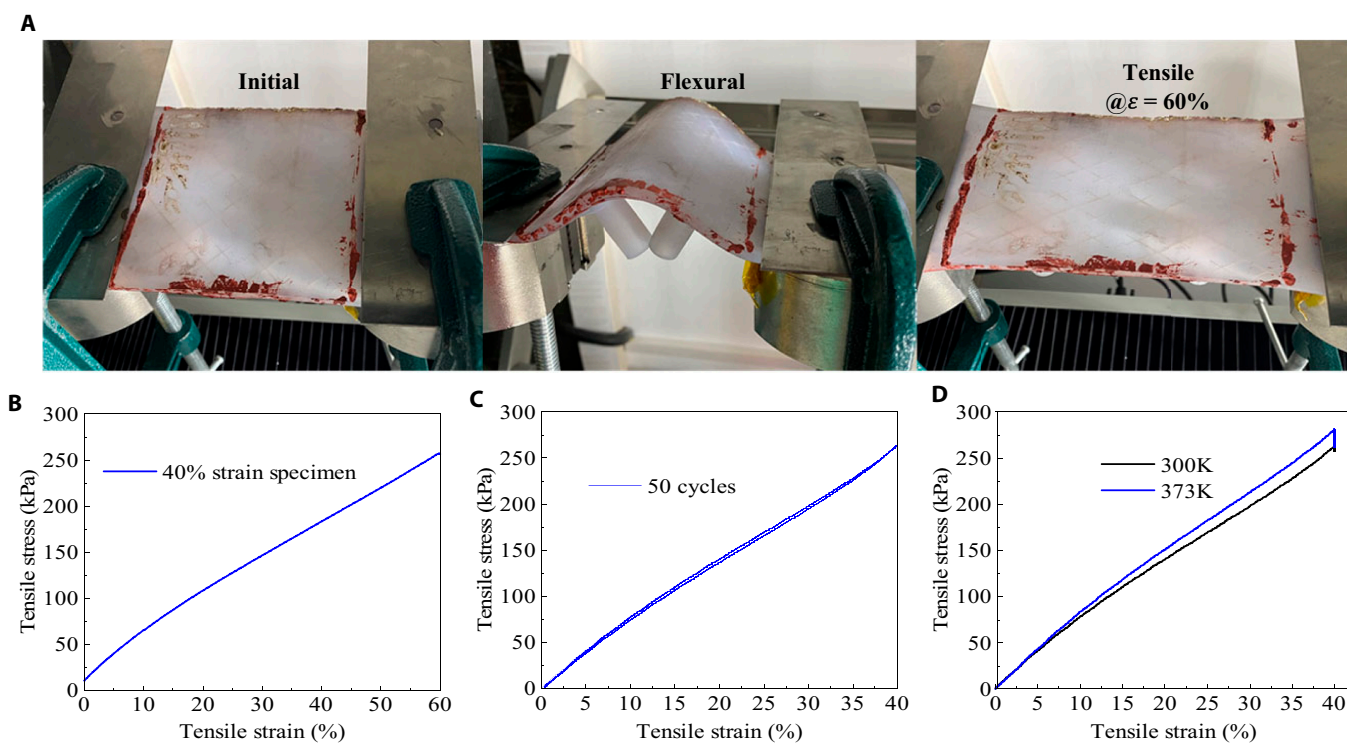 A
Initial
Flexural
Tensile
@ε = 60%
B
300
250
200
150
100
50
0
Tensile stress (kPa)
40% strain specimen
0 10 20 30 40 50 60
Tensile strain (%)
C
300
250
200
150
100
50
0
Tensile stress (kPa)
50 cycles
0 5 10 15 20 25 30 35 40
Tensile strain (%)
D
300
250
200
150
100
50
0
Tensile stress (kPa)
300K
373K
0 5 10 15 20 25 30 35 40
Tensile strain (%)